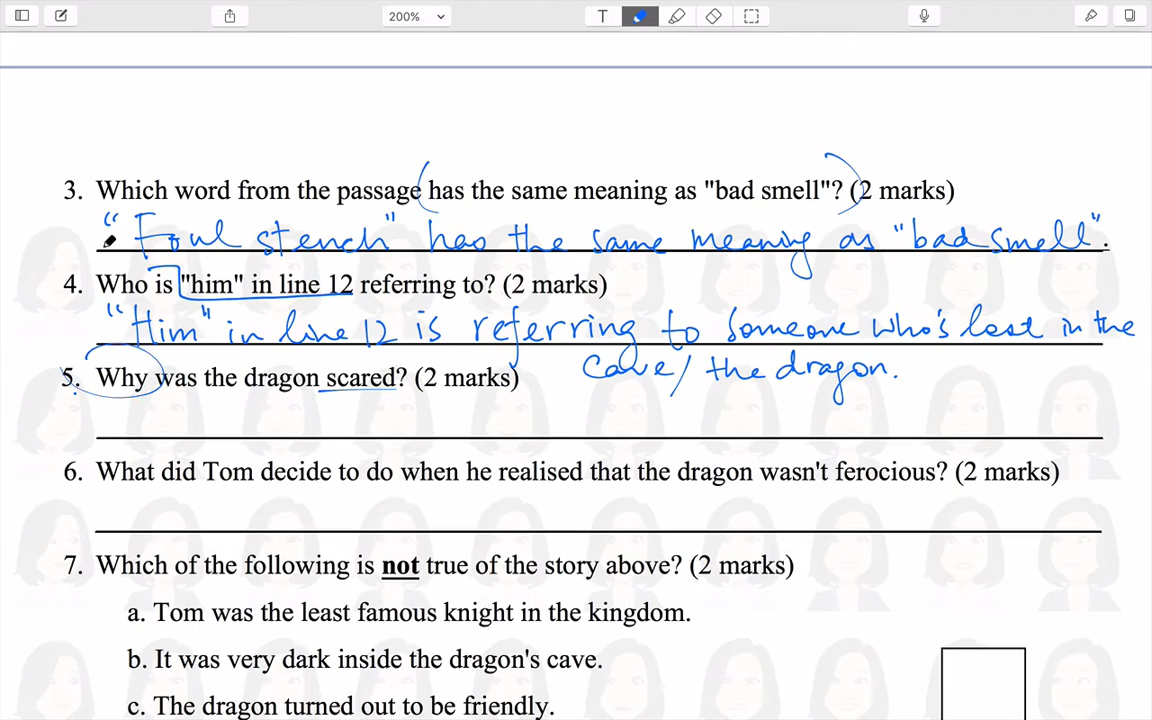 200%
T
3. Which word from the passage has the same meaning as "bad smell"? (2 marks)
"Foul stench" has the same meaning as "bad smell".
4. Who is "him" in line 12 referring to? (2 marks)
"Him" in line 12 is referring to someone who's lost in the
cave/ the dragon.
5. Why was the dragon scared? (2 marks)
6. What did Tom decide to do when he realised that the dragon wasn't ferocious? (2 marks)
7. Which of the following is not true of the story above? (2 marks)
a. Tom was the least famous knight in the kingdom.
b. It was very dark inside the dragon's cave.
c. The dragon turned out to be friendly.